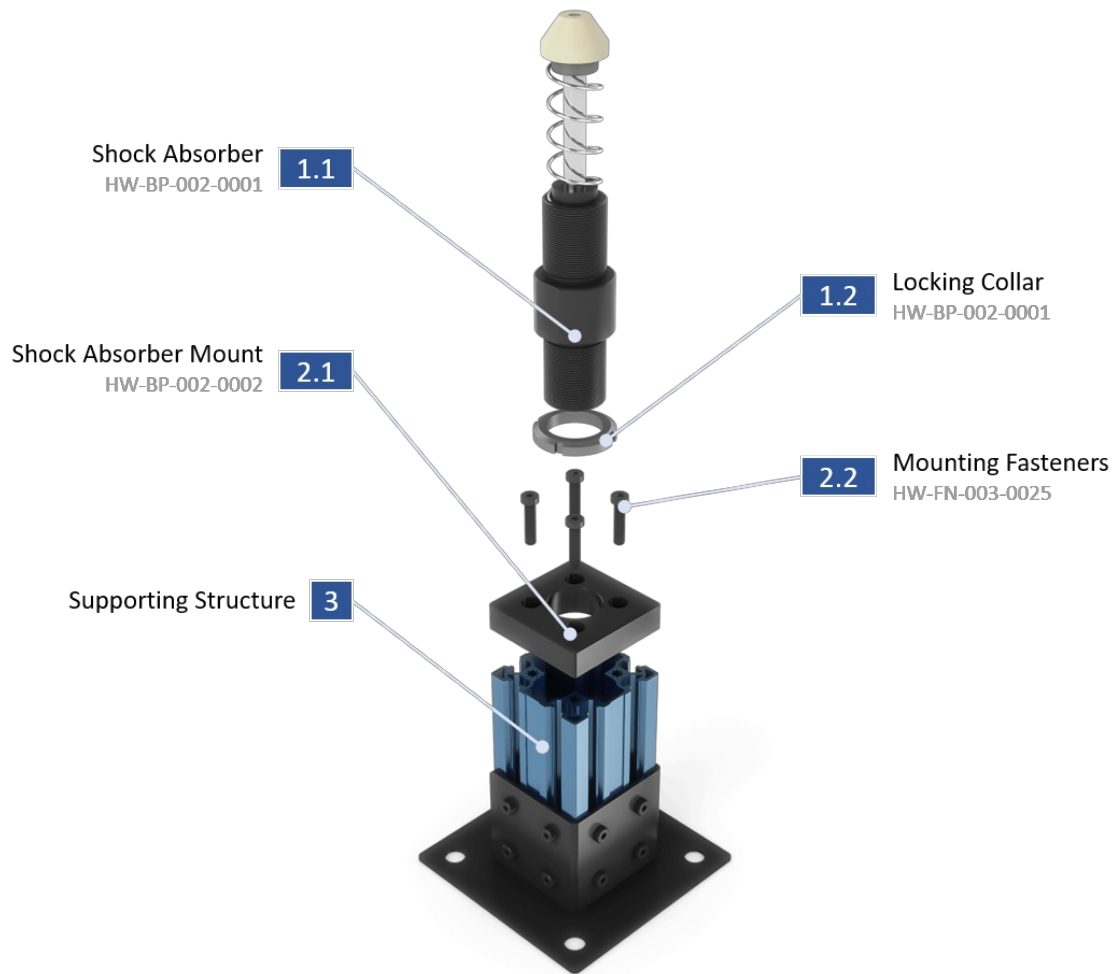 Shock Absorber
HW-BP-002-0001
1.1
1.2
Locking Collar
HW-BP-002-0001
Shock Absorber Mount
HW-BP-002-0002
2.1
2.2
Mounting Fasteners
HW-FN-003-0025
Supporting Structure
3